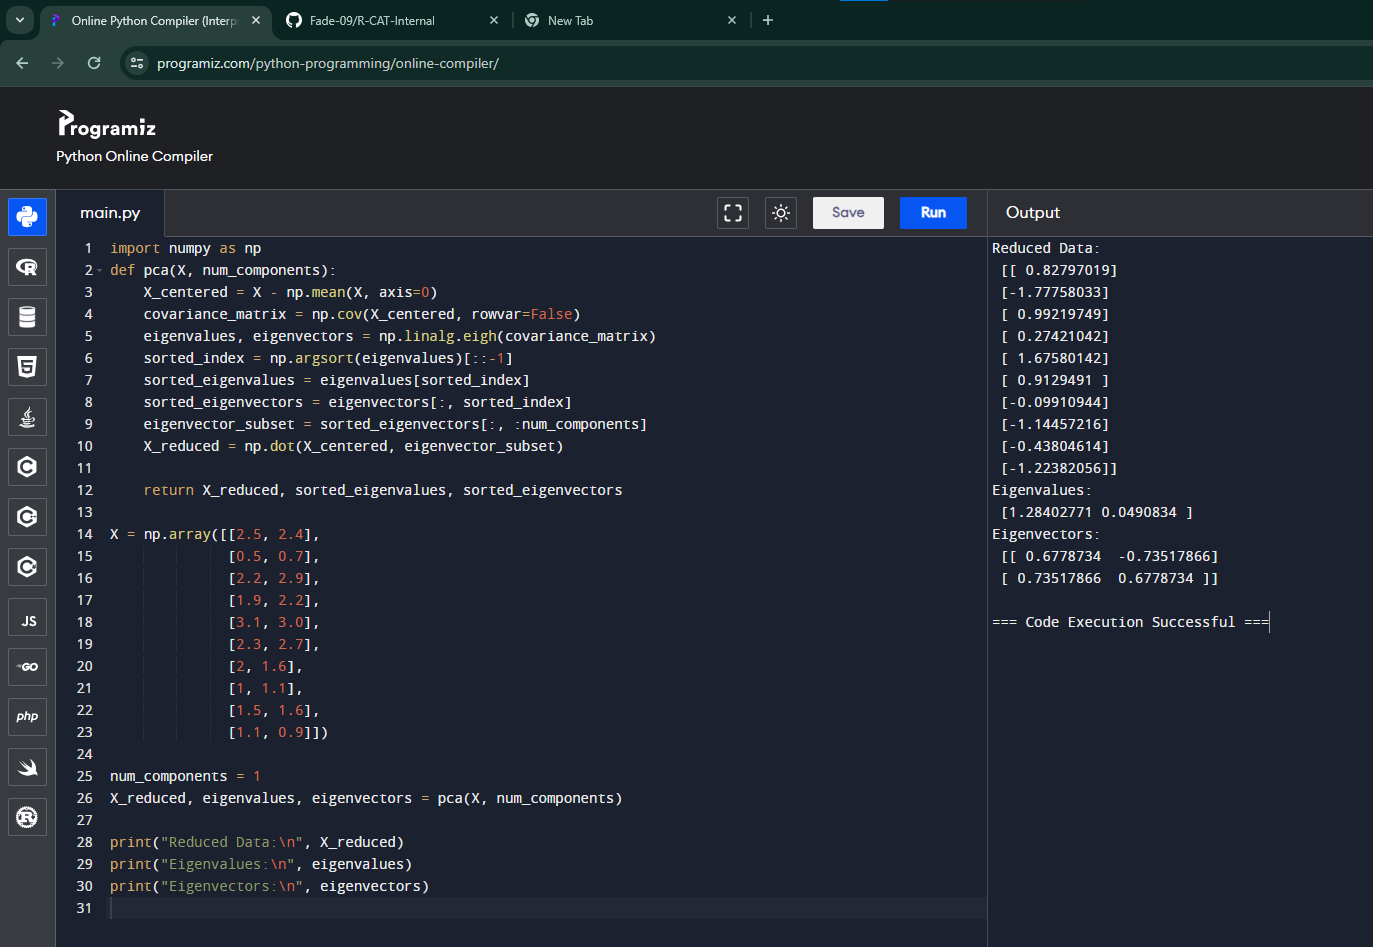 Online Python Compiler (Interp
Fade-09/R-CAT-Internal
New Tab
programiz.com/python-programming/online-compiler/
Programiz
Python Online Compiler
main.py
Save
Run
Output
1 import numpy as np
2 def pca(X, num_components):
3     X_centered = X - np.mean(X, axis=0)
4     covariance_matrix = np.cov(X_centered, rowvar=False)
5     eigenvalues, eigenvectors = np.linalg.eigh(covariance_matrix)
6     sorted_index = np.argsort(eigenvalues)[::-1]
7     sorted_eigenvalues = eigenvalues[sorted_index]
8     sorted_eigenvectors = eigenvectors[:, sorted_index]
9     eigenvector_subset = sorted_eigenvectors[:, :num_components]
10     X_reduced = np.dot(X_centered, eigenvector_subset)
11
12     return X_reduced, sorted_eigenvalues, sorted_eigenvectors
13
14 X = np.array([[2.5, 2.4],
15               [0.5, 0.7],
16               [2.2, 2.9],
17               [1.9, 2.2],
18               [3.1, 3.0],
19               [2.3, 2.7],
20               [2, 1.6],
21               [1, 1.1],
22               [1.5, 1.6],
23               [1.1, 0.9]])
24
25 num_components = 1
26 X_reduced, eigenvalues, eigenvectors = pca(X, num_components)
27
28 print("Reduced Data:\n", X_reduced)
29 print("Eigenvalues:\n", eigenvalues)
30 print("Eigenvectors:\n", eigenvectors)
31
Reduced Data:
[[ 0.82797019]
[-1.77758033]
[ 0.99219749]
[ 0.27421042]
[ 1.67580142]
[ 0.9129491 ]
[-0.09910944]
[-1.14457216]
[-0.43804614]
[-1.22382056]]
Eigenvalues:
[1.28402771 0.0490834 ]
Eigenvectors:
[[ 0.6778734  -0.73517866]
[ 0.73517866  0.6778734 ]]
=== Code Execution Successful ===
R
5
C
C
C
JS
GO
php
R